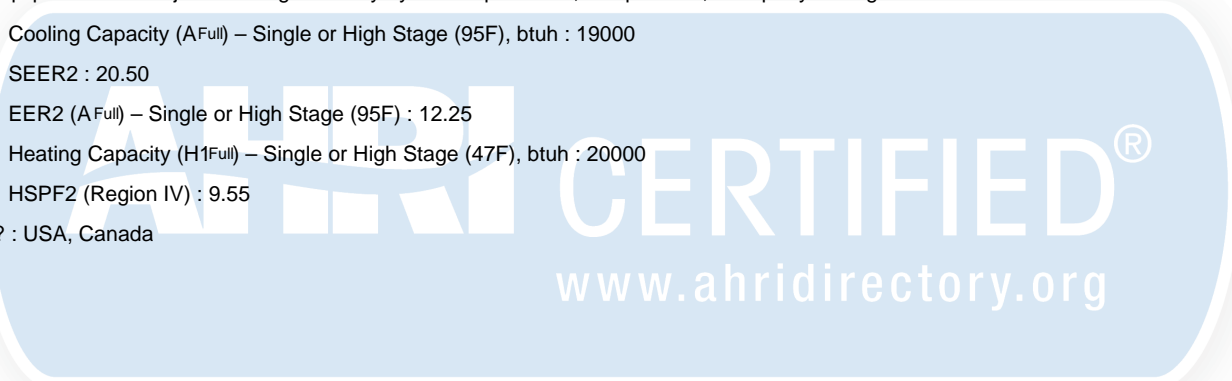 Cooling Capacity (AFull) – Single or High Stage (95F), btuh : 19000
SEER2 : 20.50
EER2 (AFull) – Single or High Stage (95F) : 12.25
Heating Capacity (H1Full) – Single or High Stage (47F), btuh : 20000
HSPF2 (Region IV) : 9.55
? : USA, Canada
AHRI CERTIFIED®
www.ahridirectory.org